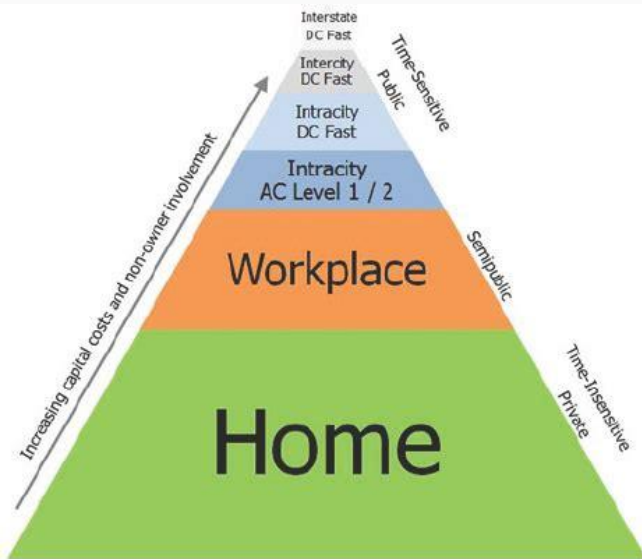 Interstate
DC Fast
Intercity
DC Fast
Intracity
DC Fast
Intracity
AC Level 1 / 2
Workplace
Home
Increasing capital costs and non-owner involvement
Time-Sensitive
Public
Semipublic
Time-Insensitive
Private